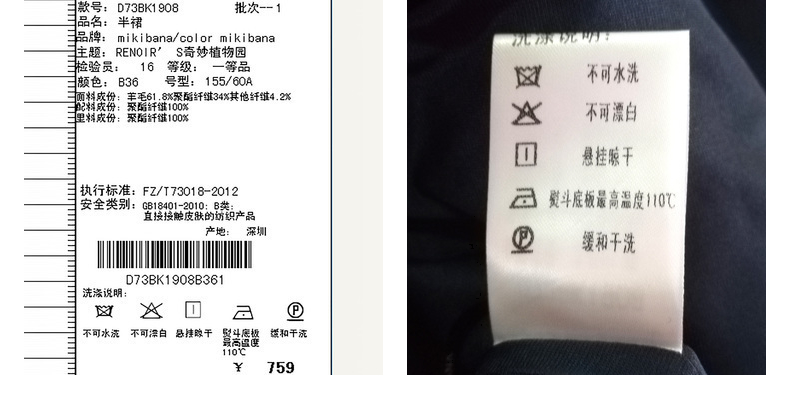 款号：D73BK1908 批次--1
品名：半裙
品牌：mikibana/color mikibana
主题：RENOIR’S奇妙植物园
检验员： 16 等级： 一等品
颜色：B36 号型：155/60A
面料成份：羊毛61.8%聚酯纤维34%其他纤维4.2%
配料成份：聚酯纤维100%
里料成份：聚酯纤维100%
执行标准：FZ/T73018-2012
安全类别：GB18401-2010：B类：
直接接触皮肤的纺织产品
产地： 深圳
D73BK1908B361
洗涤说明：
不可水洗 不可漂白 悬挂晾干 熨斗底板 缓和干洗
最高温度
110℃
￥ 759
洗涤说明：
不可水洗
不可漂白
悬挂晾干
熨斗底板最高温度110℃
缓和干洗